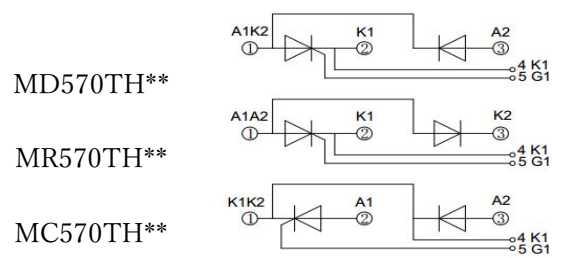 A1K2 K1 A2
① ② ③
4 K1
5 G1
MD570TH**
A1A2 K1 K2
① ② ③
4 K1
5 G1
MR570TH**
K1K2 A1 A2
① ② ③
4 K1
5 G1
MC570TH**